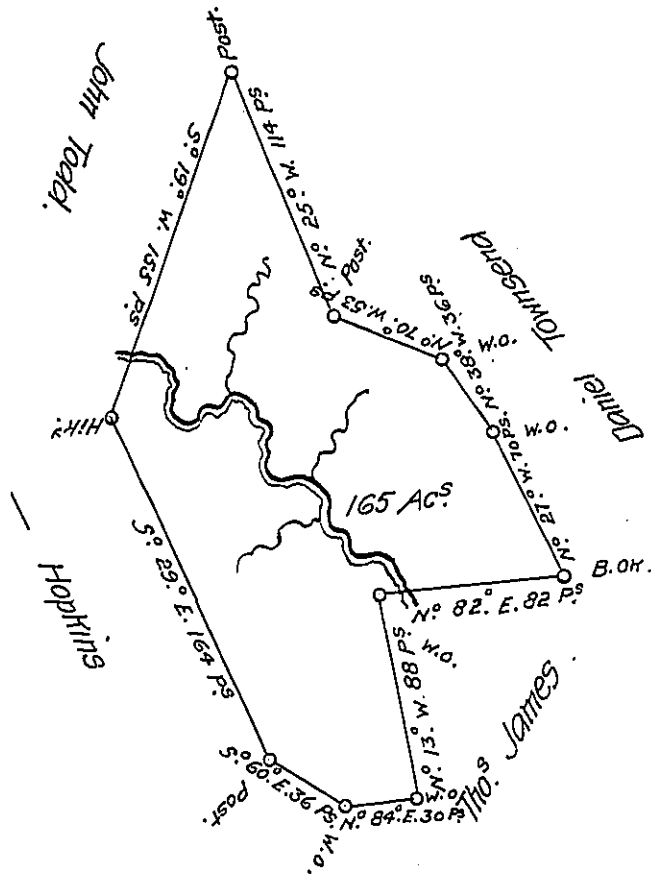 Post.
John Todd.
S.° 19.° W. 155 P.s
N.° 25.° W. 114 P.s
Post.
N.° 70.° W. 53 P.s
Daniel Townsend
W.O.
N.° 38.° W. 36 P.s
W.O.
N.° 27.° W. 70 P.s.
B.OK.
N.° 82.° E. 82 P.s
165 Ac.s
Hik.y
— Hopkins
S.° 29.° E. 164 P.s
W.O.
N.° 13.° W. 88 P.s
Tho.s James.
W.O
N.° 84.° E. 30 P.s
W.O.
S.° 60.° E. 36 P.s
Post.